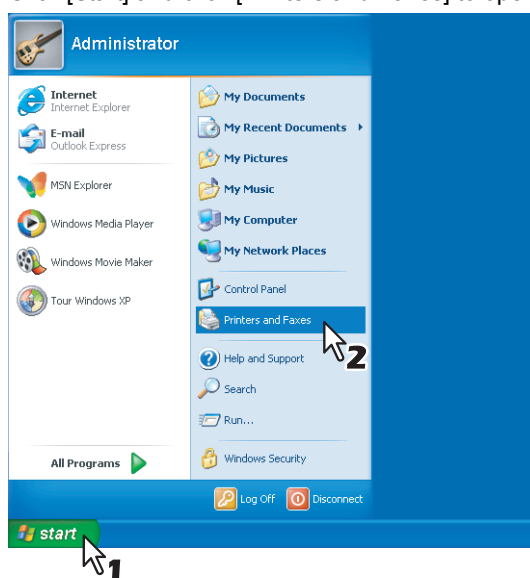 Administrator
Internet
Internet Explorer
E-mail
Outlook Express
MSN Explorer
Windows Media Player
Windows Movie Maker
Tour Windows XP
All Programs
My Documents
My Recent Documents
My Pictures
My Music
My Computer
My Network Places
Control Panel
Printers and Faxes
2
Help and Support
Search
Run...
Windows Security
Log Off
Disconnect
start
1